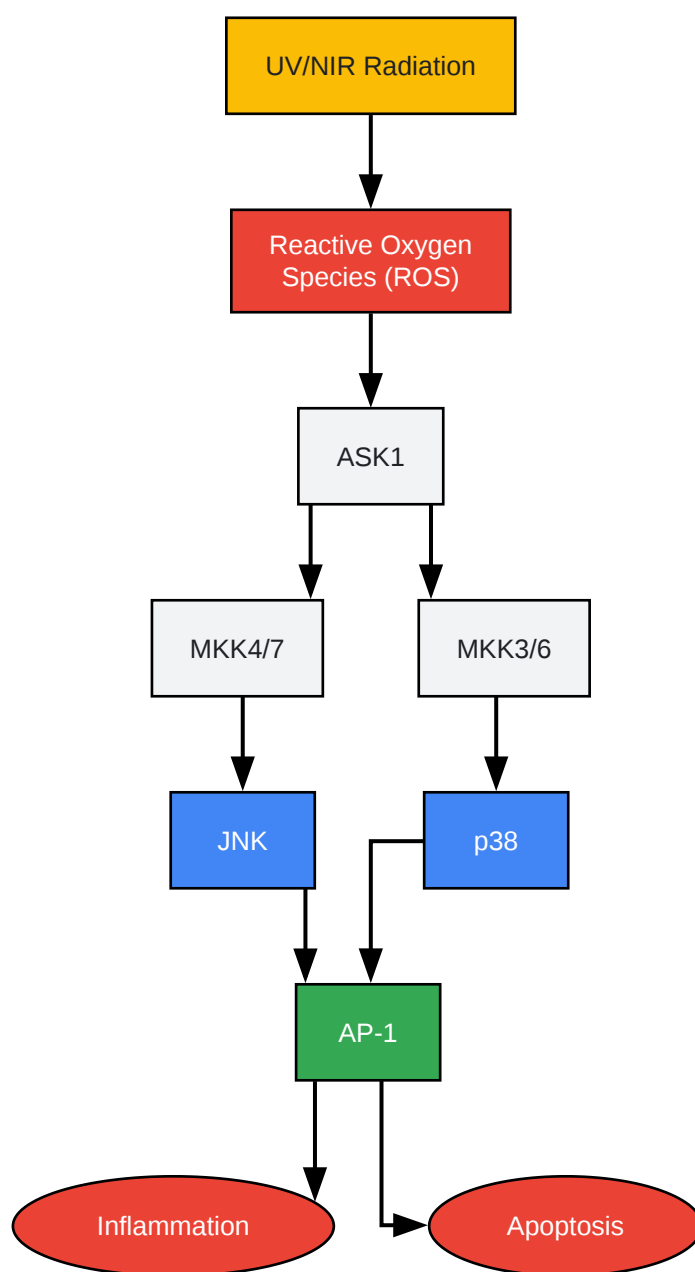 UV/NIR Radiation
Reactive Oxygen
Species (ROS)
ASK1
MKK4/7
MKK3/6
JNK
p38
AP-1
Inflammation
Apoptosis